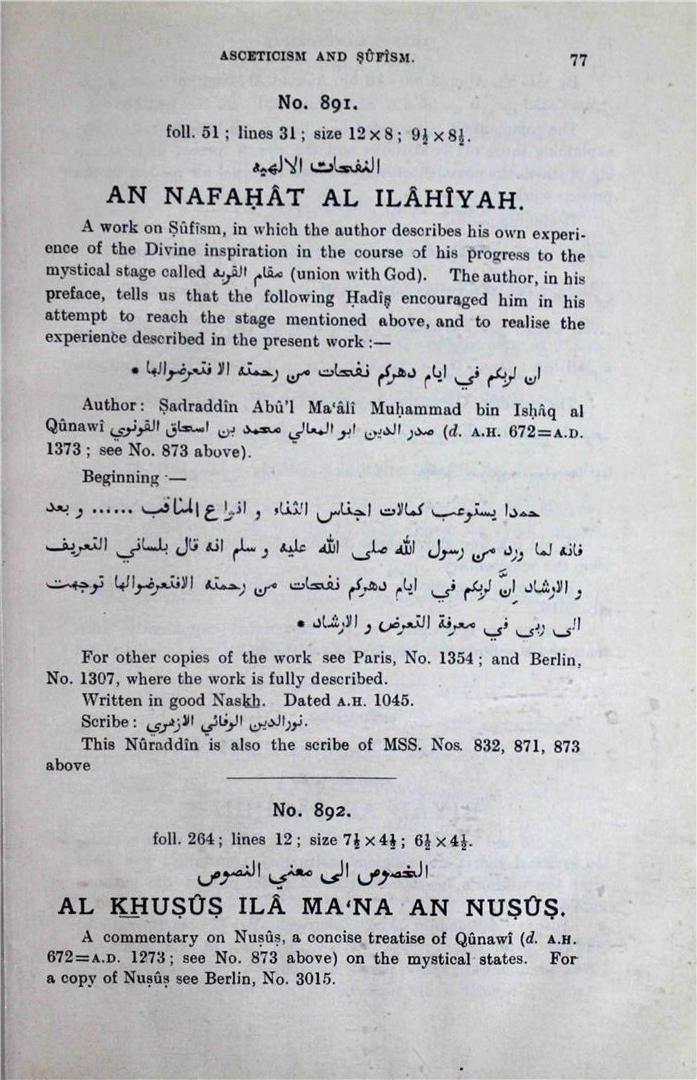 ASCETICISM AND ṢÛFÎSM. 77
No. 891.
foll. 51 ; lines 31 ; size 12 × 8 ; 9½ × 8½.
النفحات الالهيه
AN NAFAḤÂT AL ILÂHÎYAH.
A work on Ṣûfîsm, in which the author describes his own experi-
ence of the Divine inspiration in the course of his progress to the
mystical stage called مقام القربة (union with God). The author, in his
preface, tells us that the following Ḥadîs̱ encouraged him in his
attempt to reach the stage mentioned above, and to realise the
experience described in the present work :—
ان لربكم في ايام دهركم نفحات من رحمته الا فتعرضوالها •
Author : Ṣadraddîn Abû'l Ma‘âlî Muḥammad bin Isḥâq al
Qûnawî صدر الدين ابو المعالي محمد بن اسحاق القونوي (d. A.H. 672=A.D.
1373 ; see No. 873 above).
Beginning :—
حمدا يستوعب كمالات اجناس الثناء و انواع المناقب ...... و بعد
فانه لما ورد من رسول الله صلى الله عليه و سلم انه قال بلساني التعريف
و الارشاد اِنَّ لربكم في ايام دهركم نفحات من رحمته الافتعرضوالها توجهت
الى ربي في معرفة التعرض و الارشاد •
For other copies of the work see Paris, No. 1354 ; and Berlin,
No. 1307, where the work is fully described.
Written in good Naskh. Dated A.H. 1045.
Scribe : نورالدين الوفائي الازهري.
This Nûraddîn is also the scribe of MSS. Nos. 832, 871, 873
above
No. 892.
foll. 264 ; lines 12 ; size 7½ × 4½ ; 6½ × 4½.
الخصوص الى معني النصوص
AL KHUṢÛṢ ILÂ MA‘NA AN NUṢÛṢ.
A commentary on Nuṣûṣ, a concise treatise of Qûnawî (d. A.H.
672=A.D. 1273 ; see No. 873 above) on the mystical states. For
a copy of Nuṣûṣ see Berlin, No. 3015.